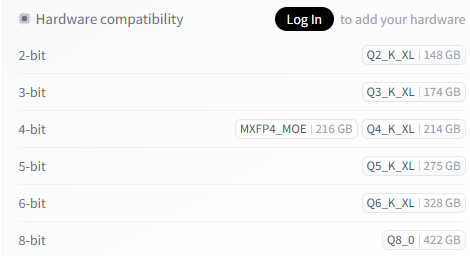 Hardware compatibility Log In to add your hardware
2-bit Q2_K_XL 148 GB
3-bit Q3_K_XL 174 GB
4-bit MXFP4_MOE 216 GB Q4_K_XL 214 GB
5-bit Q5_K_XL 275 GB
6-bit Q6_K_XL 328 GB
8-bit Q8_0 422 GB